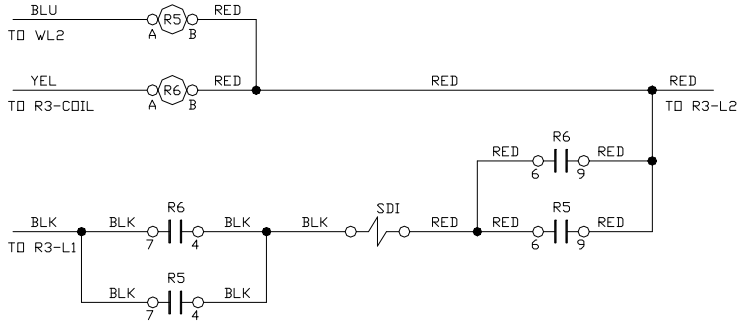 BLU R5 RED
TO WL2 A B
YEL R6 RED RED RED
TO R3-COIL A B TO R3-L2
R6
RED RED
6 9
R6 SDI R5
BLK BLK BLK BLK RED RED RED
TO R3-L1 7 4 6 9
R5
BLK BLK
7 4